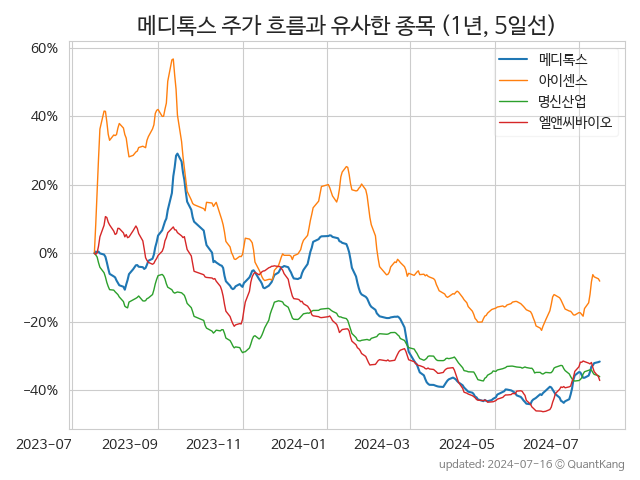 메디톡스 주가 흐름과 유사한 종목 (1년, 5일선)
60%
40%
20%
0%
−20%
−40%
메디톡스
아이센스
명신산업
엘앤씨바이오
2023-07
2023-09
2023-11
2024-01
2024-03
2024-05
2024-07
updated: 2024-07-16 © QuantKang